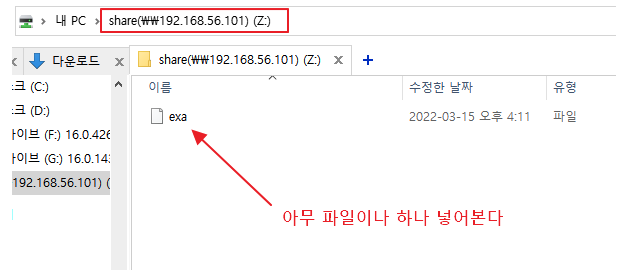 내 PC > share(₩₩192.168.56.101) (Z:)
다운로드 share(₩₩192.168.56.101) (Z:)
크 (C:) 이름 수정한 날짜 유형
크 (D:)
라이브 (F:) 16.0.426 exa 2022-03-15 오후 4:11 파일
라이브 (G:) 16.0.14
192.168.56.101) (
아무 파일이나 하나 넣어본다